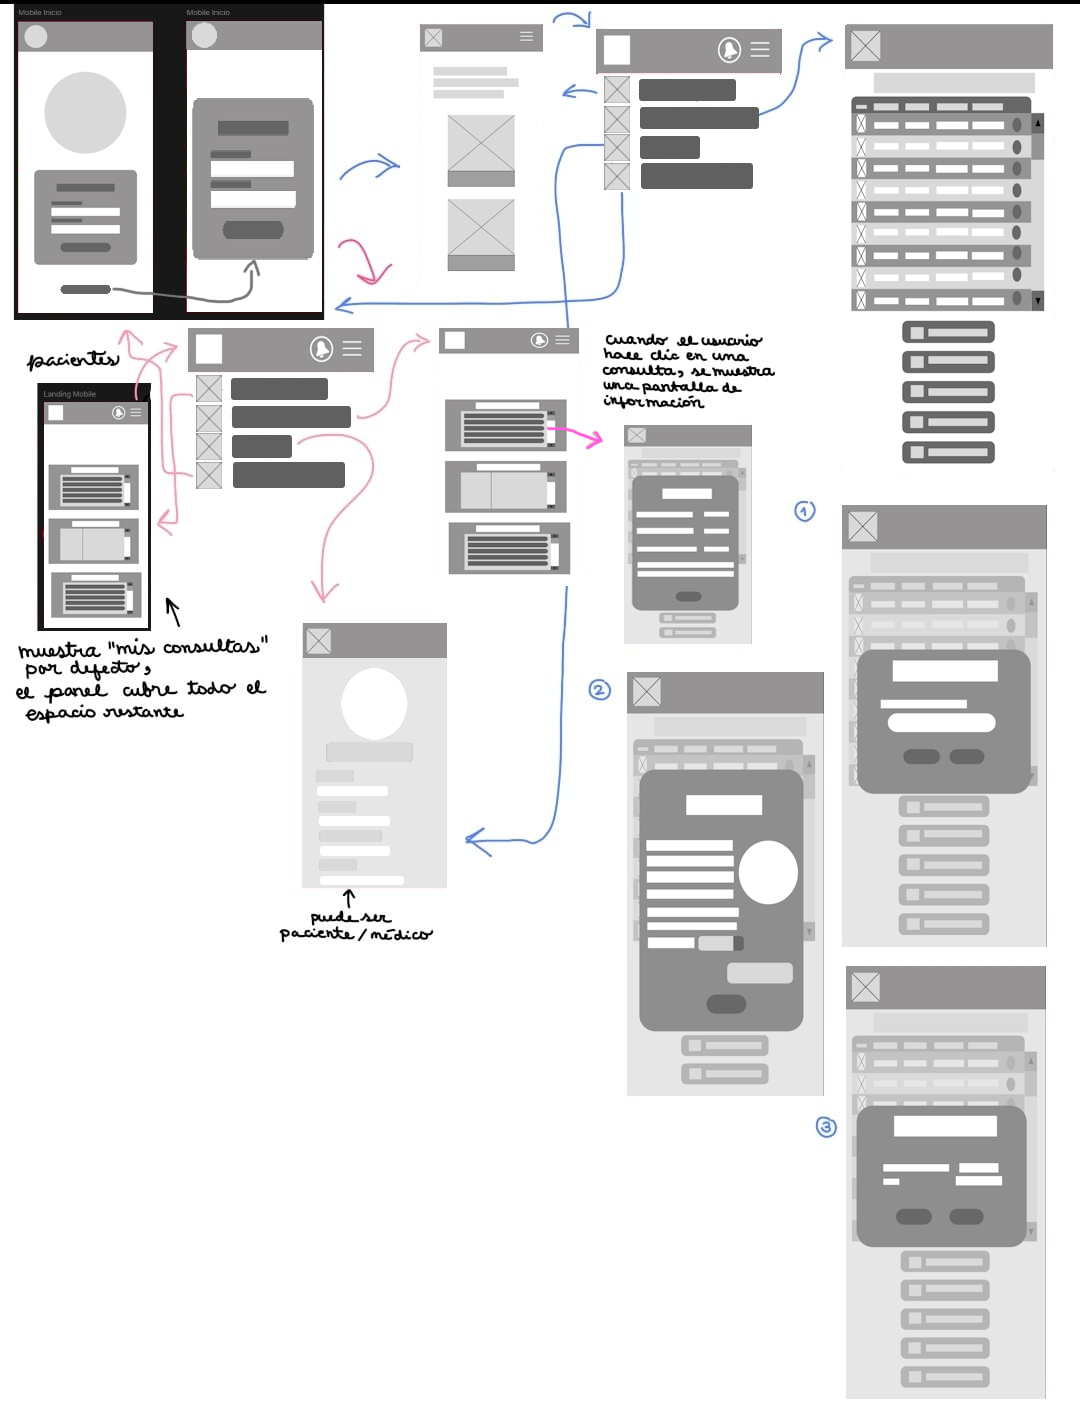 Mobile Inicio
Mobile Inicio
pacientes
Landing Mobile
muestra "mis consultas"
por defecto,
el panel cubre todo el
espacio restante
cuando el usuario
hace clic en una
consulta, se muestra
una pantalla de
información
puede ser
paciente / médico
1
2
3